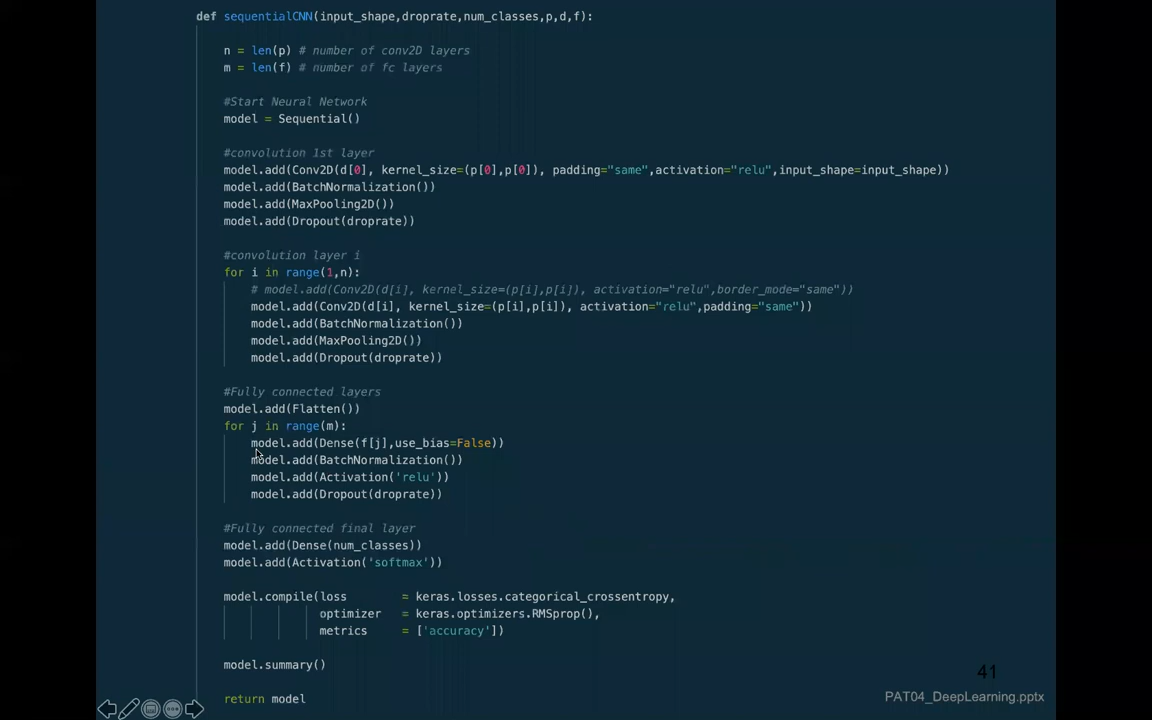 def sequentialCNN(input_shape,droprate,num_classes,p,d,f):
n = len(p) # number of conv2D layers
m = len(f) # number of fc layers
#Start Neural Network
model = Sequential()
#convolution 1st layer
model.add(Conv2D(d[0], kernel_size=(p[0],p[0]), padding="same",activation="relu",input_shape=input_shape))
model.add(BatchNormalization())
model.add(MaxPooling2D())
model.add(Dropout(droprate))
#convolution layer i
for i in range(1,n):
# model.add(Conv2D(d[i], kernel_size=(p[i],p[i]), activation="relu",border_mode="same"))
model.add(Conv2D(d[i], kernel_size=(p[i],p[i]), activation="relu",padding="same"))
model.add(BatchNormalization())
model.add(MaxPooling2D())
model.add(Dropout(droprate))
#Fully connected layers
model.add(Flatten())
for j in range(m):
model.add(Dense(f[j],use_bias=False))
model.add(BatchNormalization())
model.add(Activation('relu'))
model.add(Dropout(droprate))
#Fully connected final layer
model.add(Dense(num_classes))
model.add(Activation('softmax'))
model.compile(loss = keras.losses.categorical_crossentropy,
optimizer = keras.optimizers.RMSprop(),
metrics = ['accuracy'])
model.summary()
return model
41
PAT04_DeepLearning.pptx